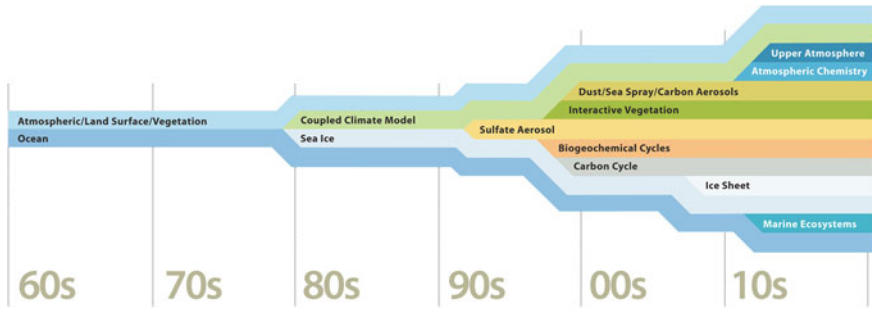 Upper Atmosphere
Atmospheric Chemistry
Dust/Sea Spray/Carbon Aerosols
Interactive Vegetation
Atmospheric/Land Surface/Vegetation
Coupled Climate Model
Sulfate Aerosol
Ocean
Sea Ice
Biogeochemical Cycles
Carbon Cycle
Ice Sheet
Marine Ecosystems
60s 70s 80s 90s 00s 10s